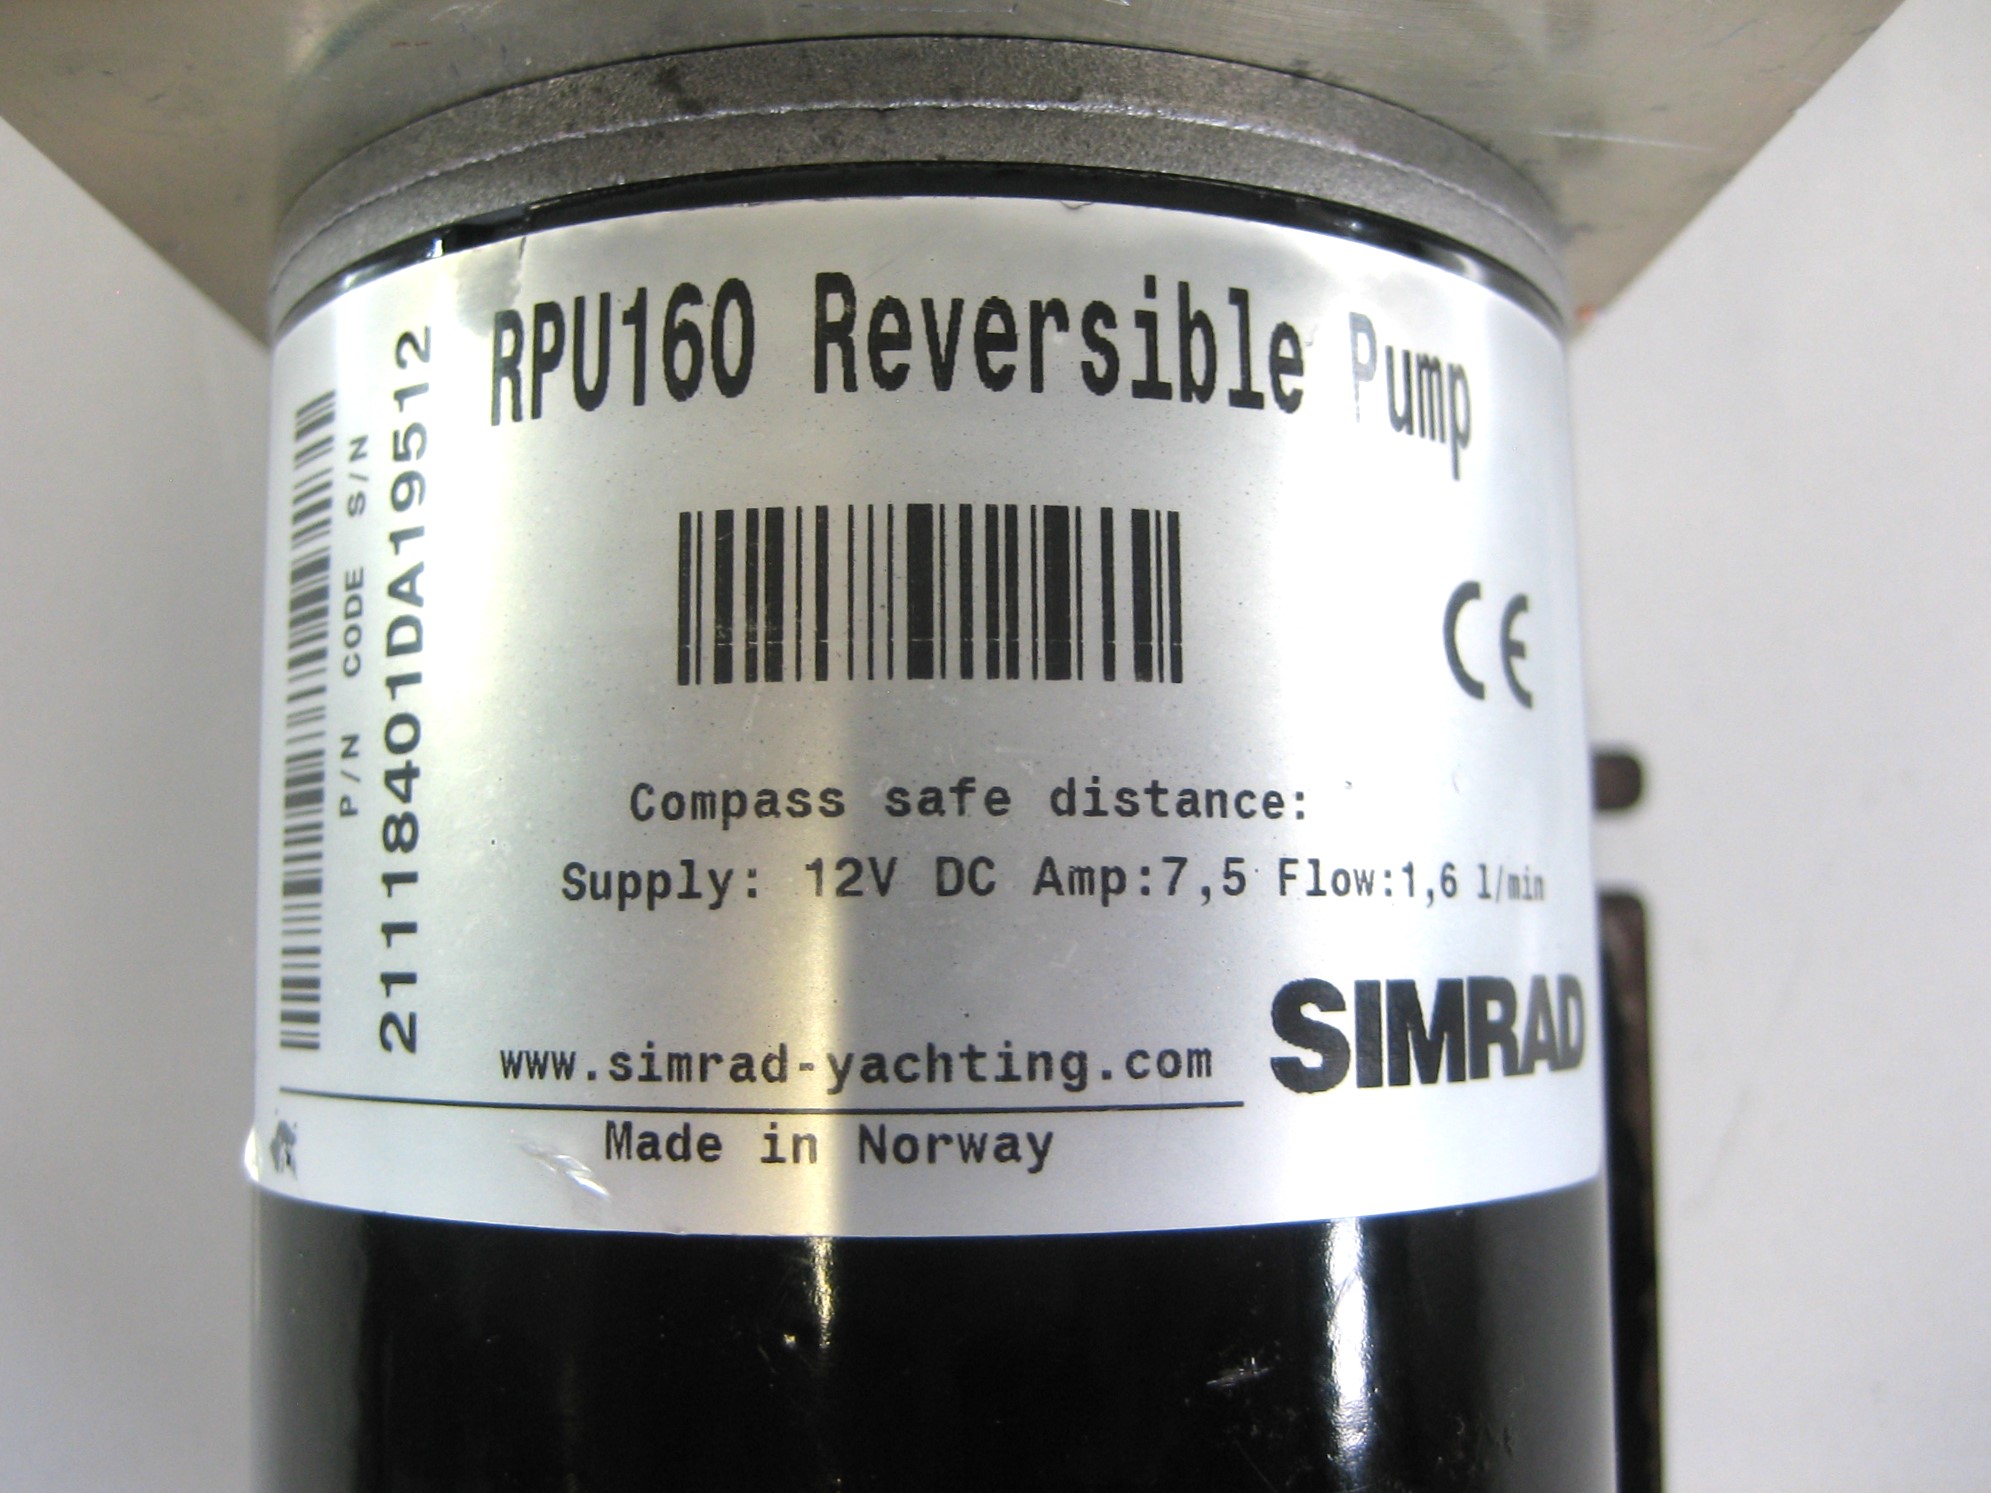 RPU160 Reversible Pump
P/N CODE S/N
21118401DA19512
CE
Compass safe distance:
Supply: 12V DC Amp:7,5 Flow:1,6 l/min
www.simrad-yachting.com
SIMRAD
Made in Norway